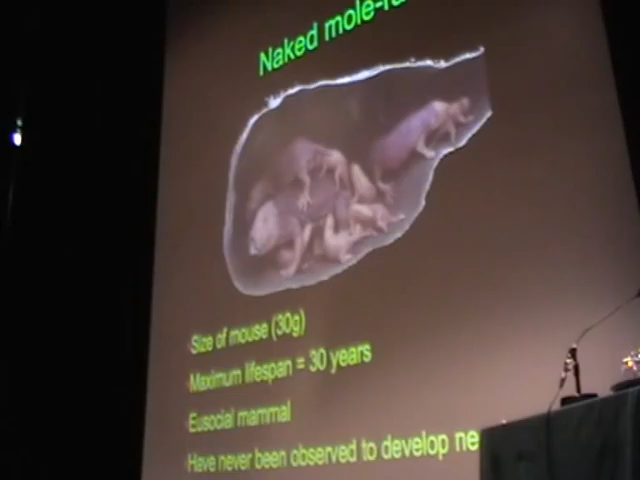 Naked mole-ra
Size of mouse (30g)
Maximum lifespan = 30 years
Eusocial mammal
Have never been observed to develop ne